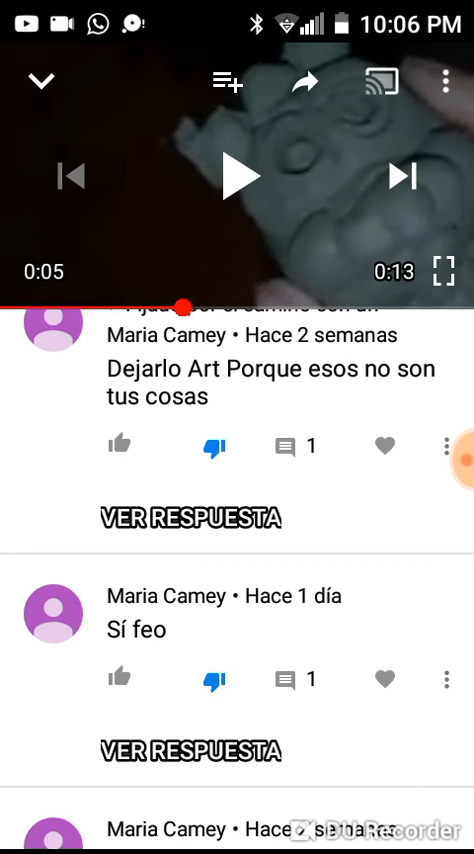 10:06 PM
0:05
0:13
Maria Camey • Hace 2 semanas
Dejarlo Art Porque esos no son
tus cosas
1
VER RESPUESTA
Maria Camey • Hace 1 día
Sí feo
1
VER RESPUESTA
Maria Camey • Hace 2 semanas
DU Recorder